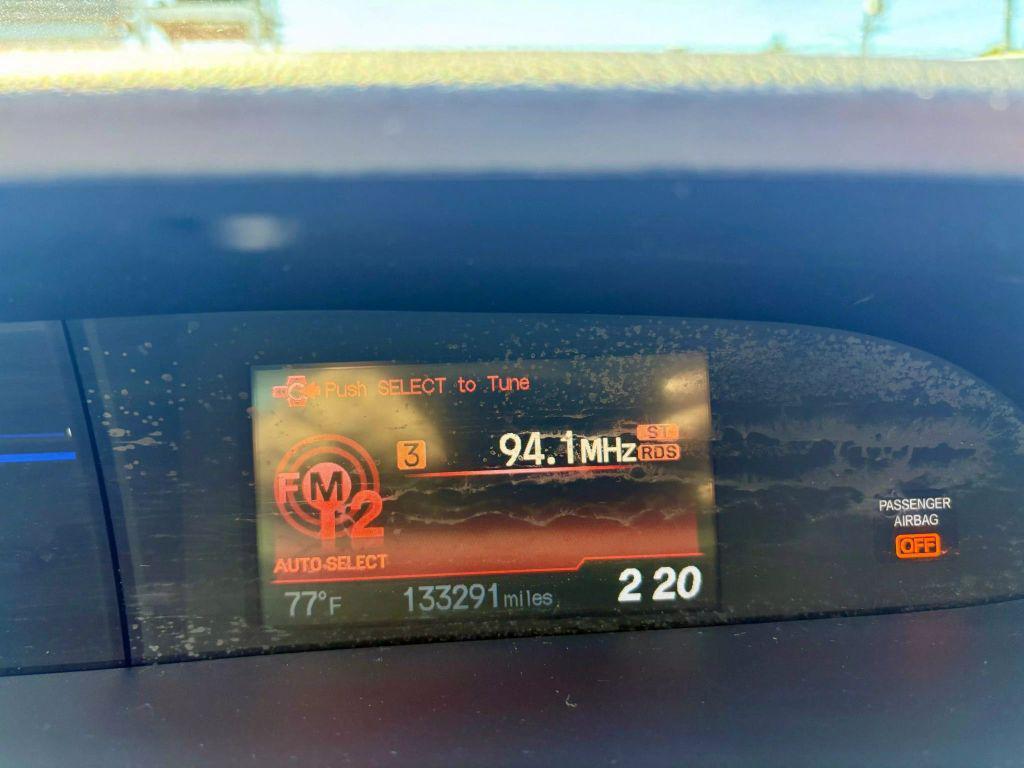 Push SELECT to Tune
3
94.1MHz
ST
RDS
FM
1 2
AUTO SELECT
77°F
133291 miles
2 20
PASSENGER
AIRBAG
OFF